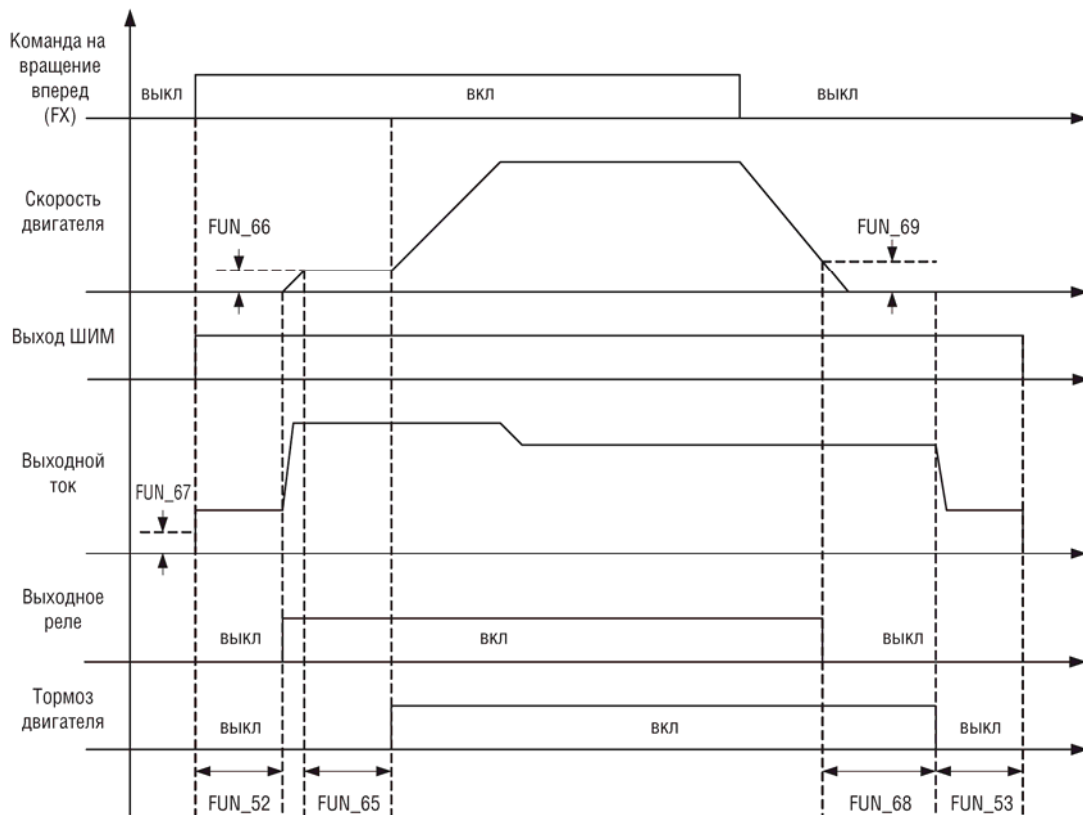 Команда на
вращение
вперед
(FX)
выкл
вкл
выкл
Скорость
двигателя
FUN_66
FUN_69
Выход ШИМ
Выходной
ток
FUN_67
Выходное
реле
выкл
вкл
выкл
Тормоз
двигателя
выкл
вкл
выкл
FUN_52
FUN_65
FUN_68
FUN_53